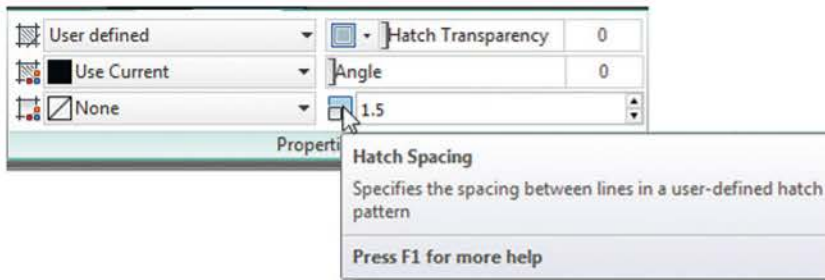 User defined Hatch Transparency 0
Use Current Angle 0
None 1.5
Properti
Hatch Spacing
Specifies the spacing between lines in a user-defined hatch
pattern
Press F1 for more help